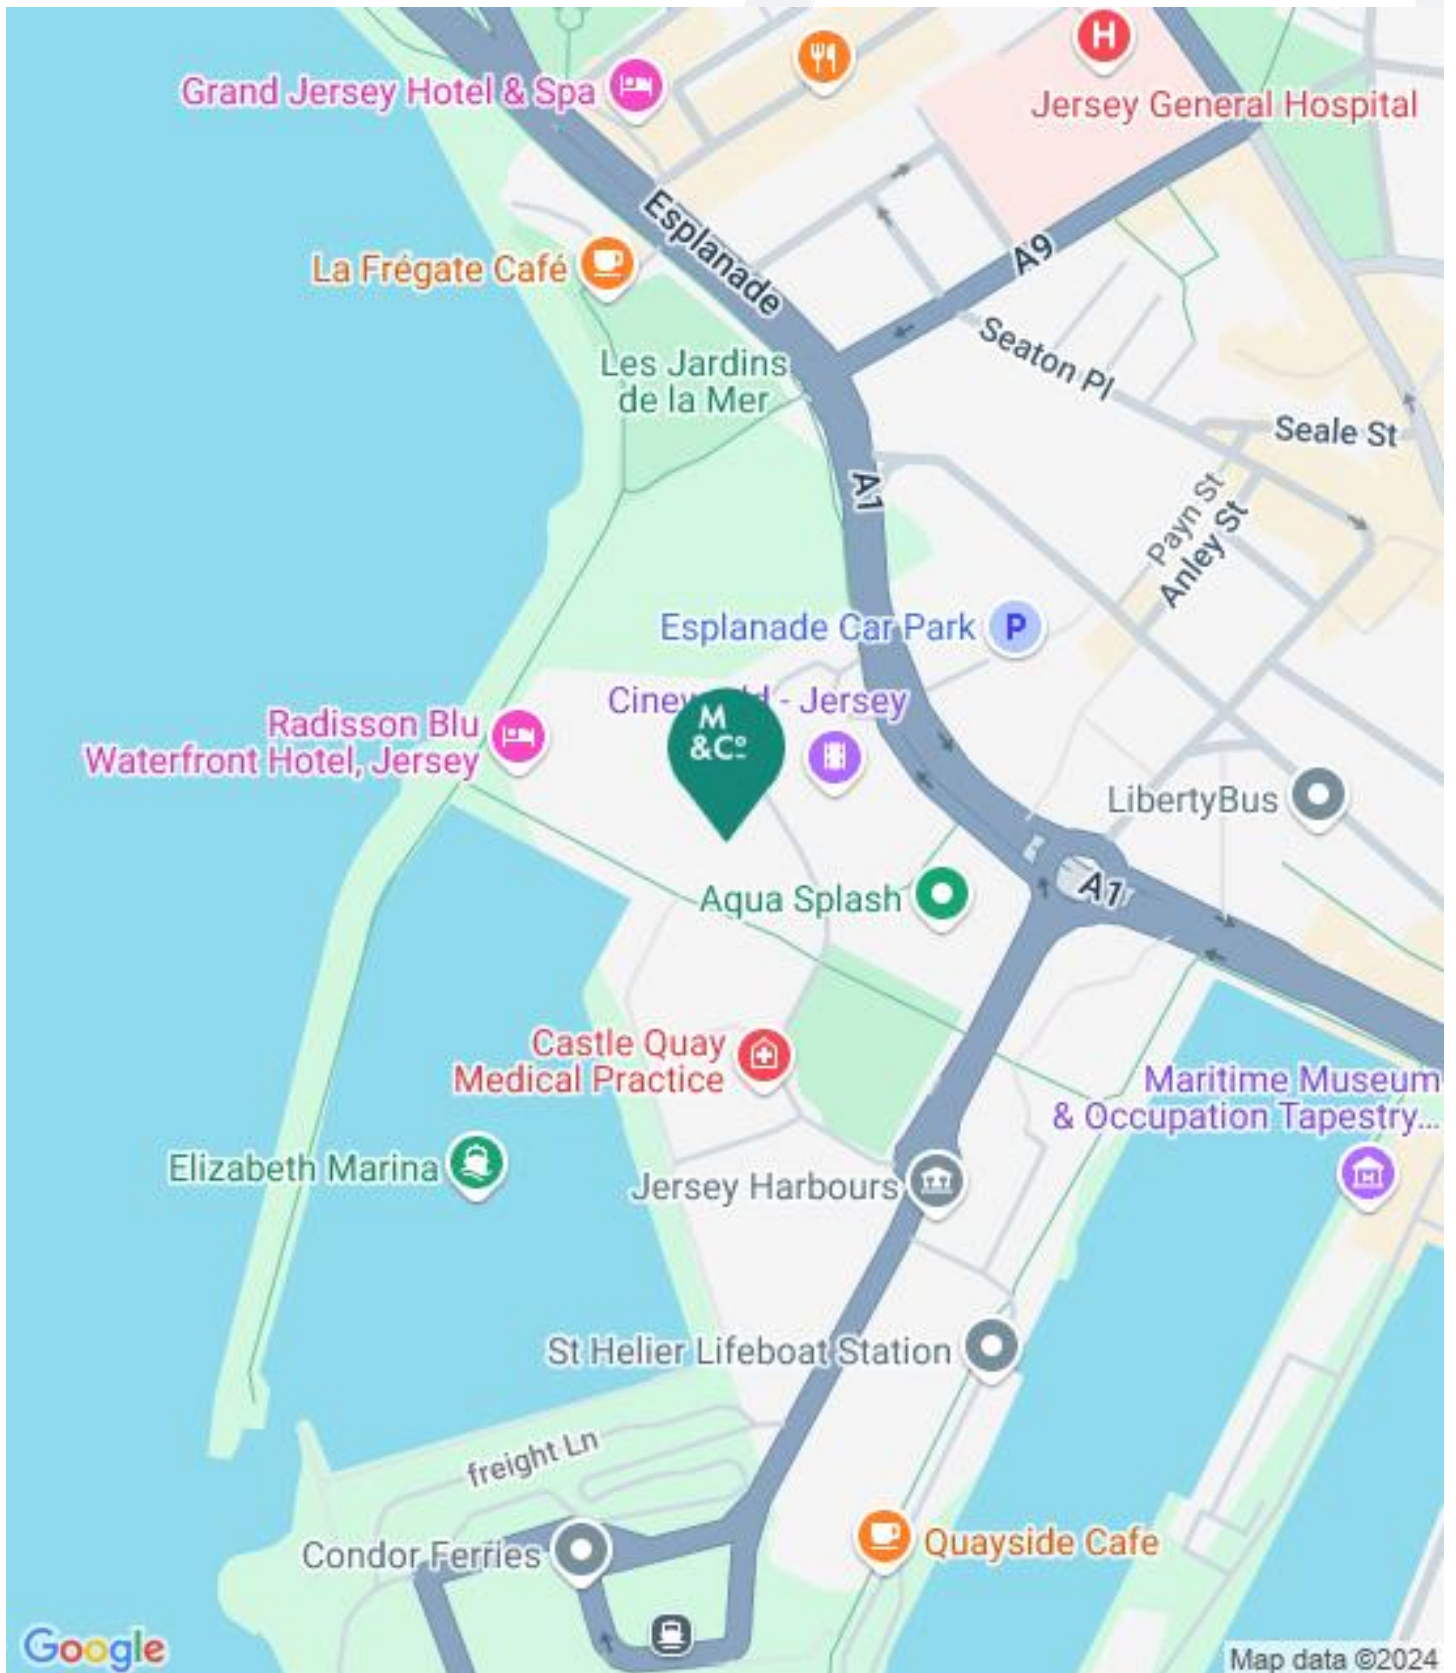 H
Grand Jersey Hotel & Spa
Jersey General Hospital
Esplanade
A9
La Frégate Café
Seaton Pl
Les Jardins
de la Mer
Seale St
A1
Payn St
Anley St
Esplanade Car Park
P
- Jersey
M
&Cº
Radisson Blu
Waterfront Hotel, Jersey
LibertyBus
A1
Aqua Splash
Castle Quay
Medical Practice
Maritime Museum
& Occupation Tapestry...
Elizabeth Marina
Jersey Harbours
St Helier Lifeboat Station
freight Ln
Quayside Cafe
Condor Ferries
Google
Map data ©2024